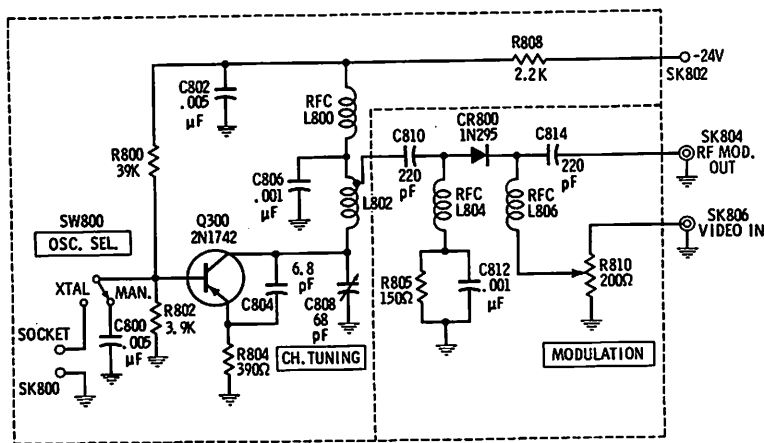 R808
2.2K
-24V
SK802
C802
.005
µF
RFC
L800
R800
39K
C806
.001
µF
L802
C810
220
pF
CR800
1N295
C814
220
pF
SK804
RF MOD.
OUT
RFC
L804
RFC
L806
SK806
VIDEO IN
SW800
OSC. SEL.
Q300
2N1742
XTAL
MAN.
6.8
pF
C804
C808
68
pF
R805
150Ω
C812
.001
µF
R810
200Ω
R802
3.9K
C800
.005
µF
SOCKET
SK800
R804
390Ω
CH. TUNING
MODULATION